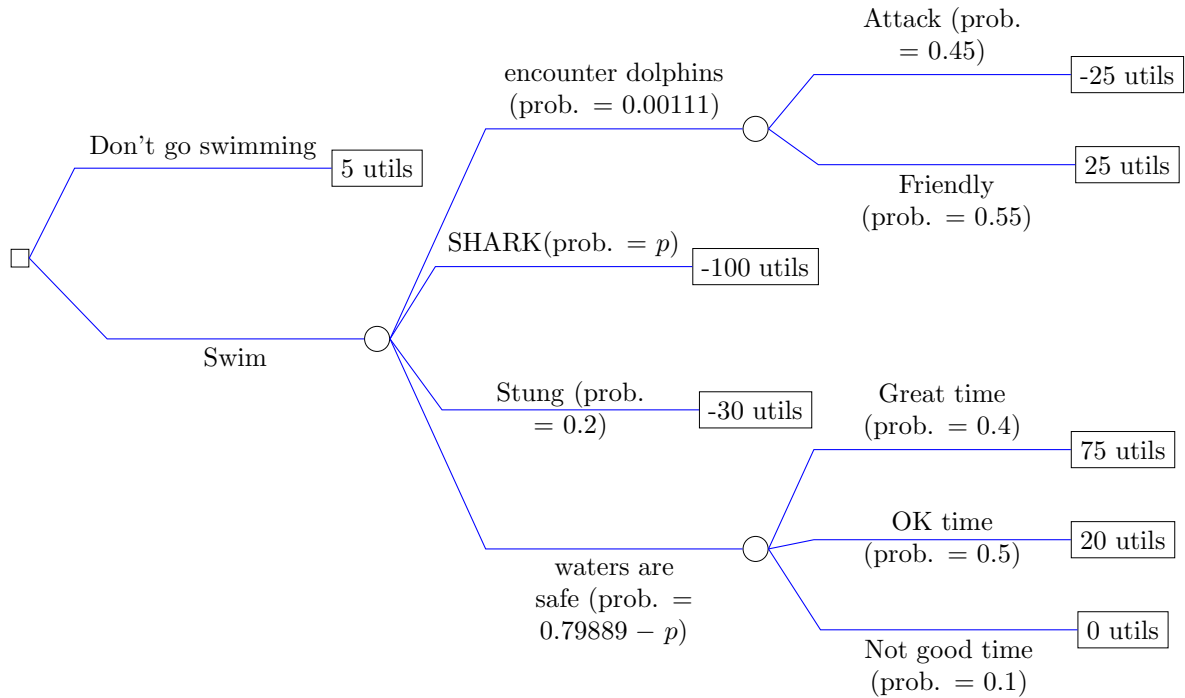 Attack (prob.
= 0.45)
-25 utils
encounter dolphins
(prob. = 0.00111)
Don't go swimming
5 utils
25 utils
Friendly
(prob. = 0.55)
SHARK(prob. = p)
-100 utils
Swim
Stung (prob.
= 0.2)
-30 utils
Great time
(prob. = 0.4)
75 utils
OK time
(prob. = 0.5)
20 utils
waters are
safe (prob. =
0.79889 − p)
0 utils
Not good time
(prob. = 0.1)